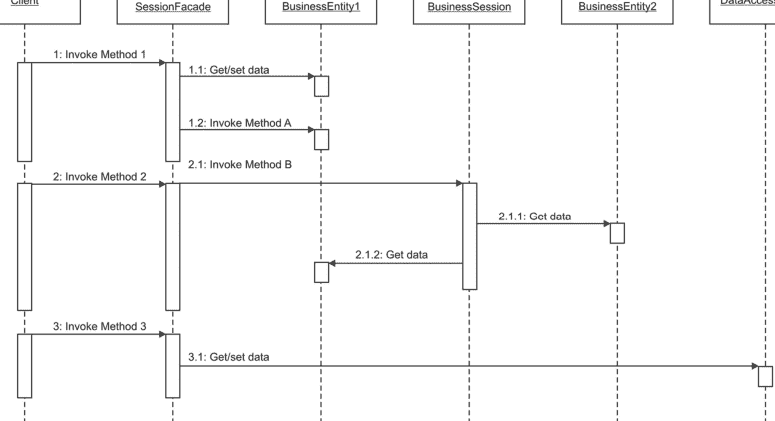 Client
SessionFacade
BusinessEntity1
BusinessSession
BusinessEntity2
DataAccess
1: Invoke Method 1
1.1: Get/set data
1.2: Invoke Method A
2.1: Invoke Method B
2: Invoke Method 2
2.1.1: Get data
2.1.2: Get data
3: Invoke Method 3
3.1: Get/set data